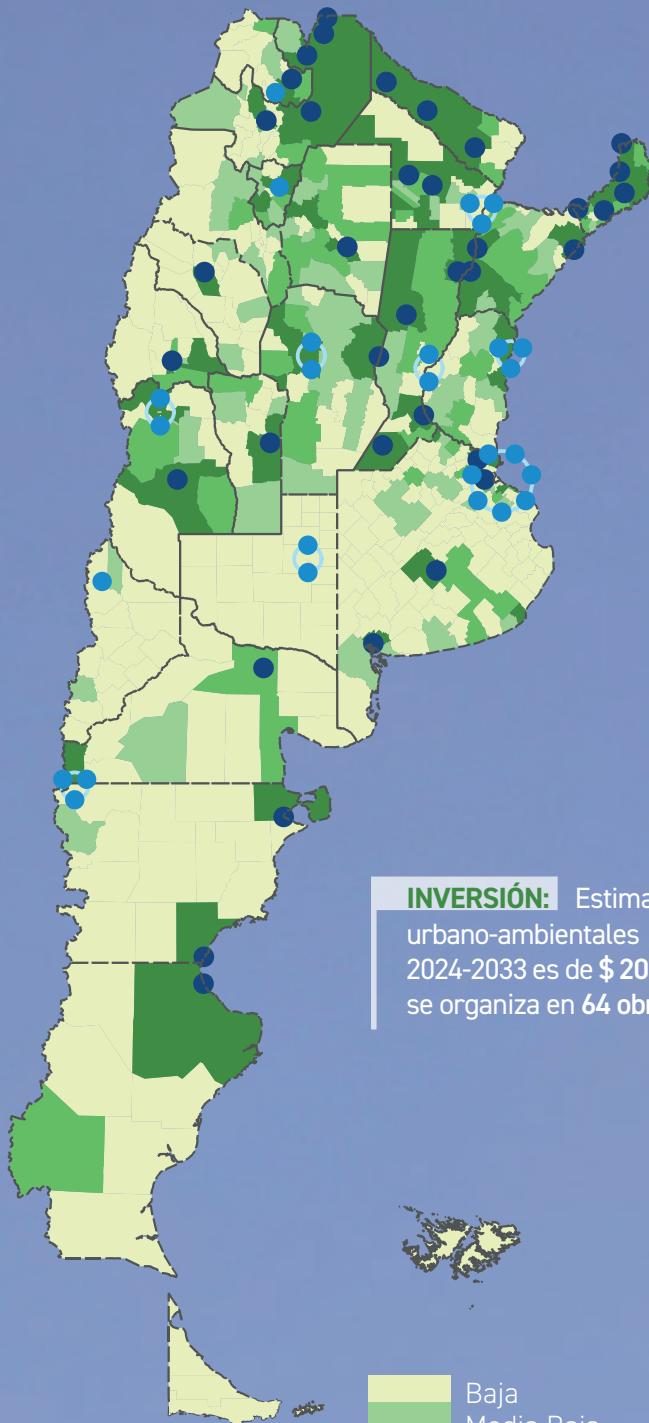 INVERSIÓN: Estima
urbano-ambientales
2024-2033 es de $ 20
se organiza en 64 obr
Baja